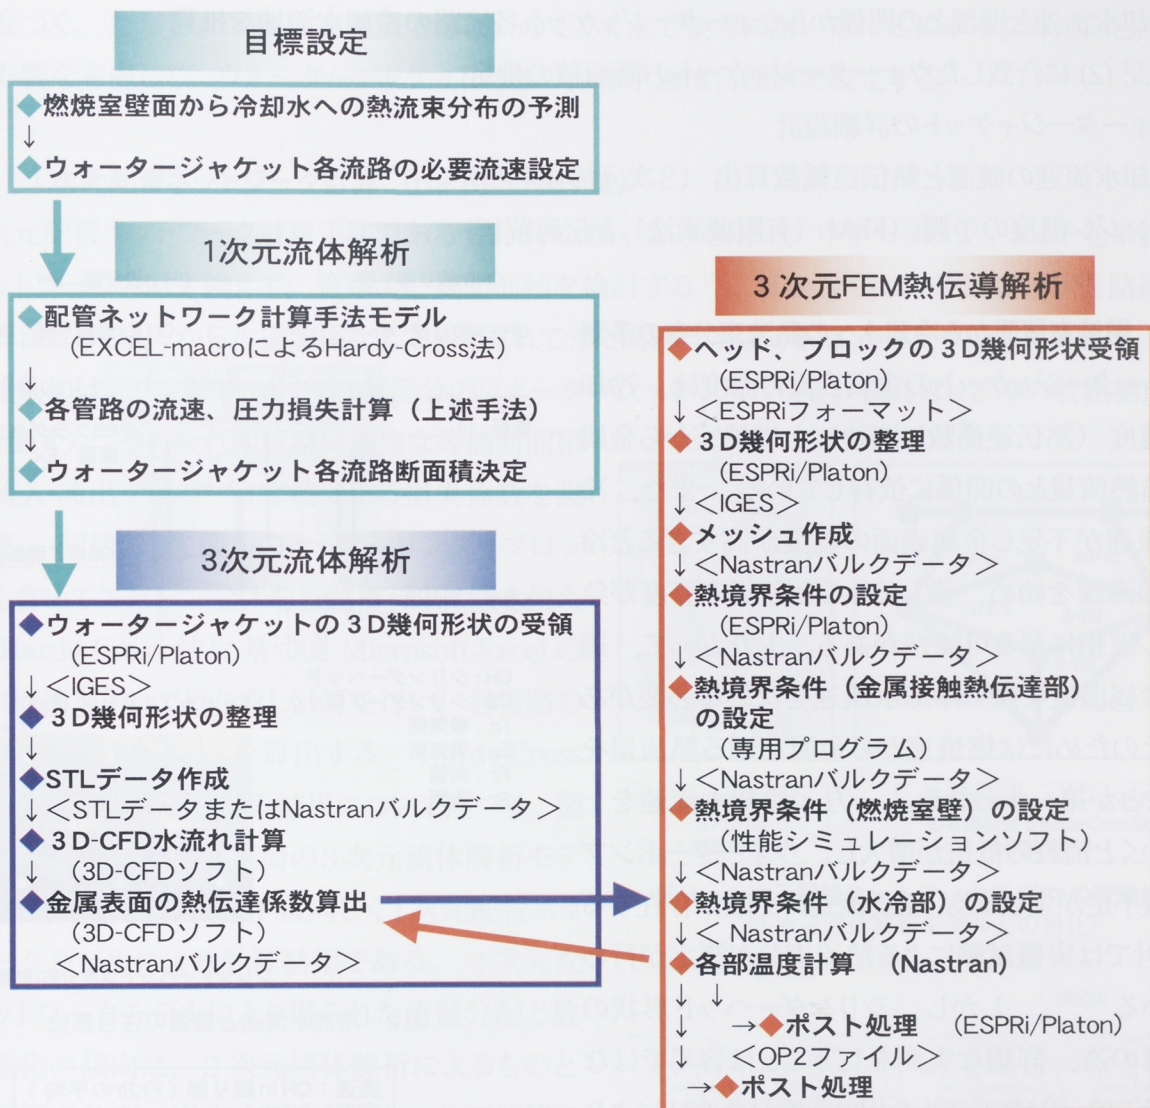 目標設定
◆燃焼室壁面から冷却水への熱流束分布の予測
↓
◆ウォータージャケット各流路の必要流速設定
1次元流体解析
◆配管ネットワーク計算手法モデル
（EXCEL-macroによるHardy-Cross法）
↓
◆各管路の流速、圧力損失計算（上述手法）
↓
◆ウォータージャケット各流路断面積決定
3次元流体解析
◆ウォータージャケットの3D幾何形状の受領
（ESPRi/Platon）
↓＜IGES＞
◆3D幾何形状の整理
↓
◆STLデータ作成
↓＜STLデータまたはNastranバルクデータ＞
◆3D-CFD水流れ計算
↓（3D-CFDソフト）
◆金属表面の熱伝達係数算出
（3D-CFDソフト）
＜Nastranバルクデータ＞
3次元FEM熱伝導解析
◆ヘッド、ブロックの3D幾何形状受領
（ESPRi/Platon）
↓＜ESPRiフォーマット＞
◆3D幾何形状の整理
（ESPRi/Platon）
↓＜IGES＞
◆メッシュ作成
↓＜Nastranバルクデータ＞
◆熱境界条件の設定
（ESPRi/Platon）
↓＜Nastranバルクデータ＞
◆熱境界条件（金属接触熱伝達部）
の設定
（専用プログラム）
↓＜Nastranバルクデータ＞
◆熱境界条件（燃焼室壁）の設定
（性能シミュレーションソフト）
↓＜Nastranバルクデータ＞
◆熱境界条件（水冷部）の設定
↓＜Nastranバルクデータ＞
◆各部温度計算　（Nastran）
↓ ↓
↓　→◆ポスト処理　（ESPRi/Platon）
↓　＜OP2ファイル＞
→◆ポスト処理